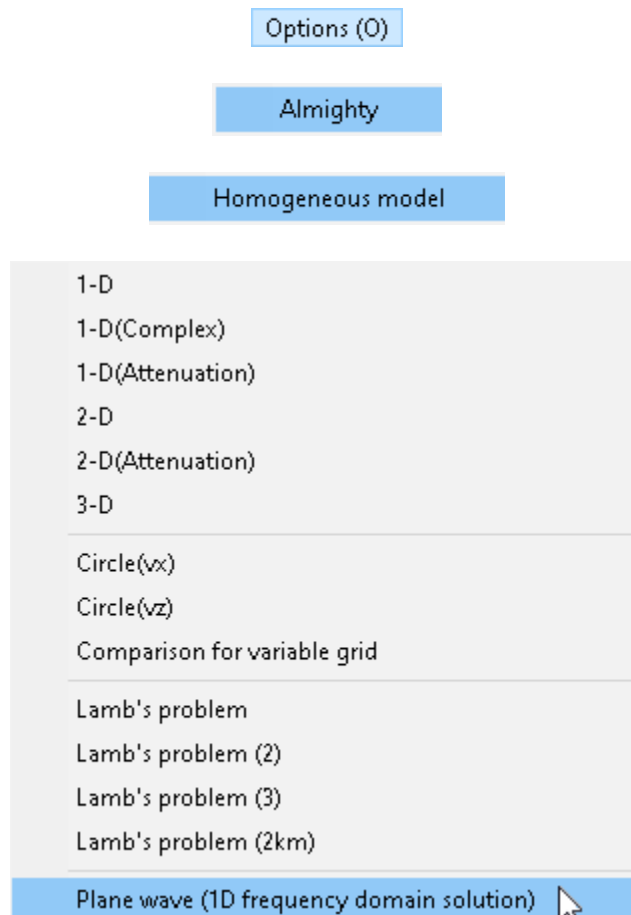 Options (O)
Almighty
Homogeneous model
1-D
1-D(Complex)
1-D(Attenuation)
2-D
2-D(Attenuation)
3-D
Circle(vx)
Circle(vz)
Comparison for variable grid
Lamb's problem
Lamb's problem (2)
Lamb's problem (3)
Lamb's problem (2km)
Plane wave (1D frequency domain solution)